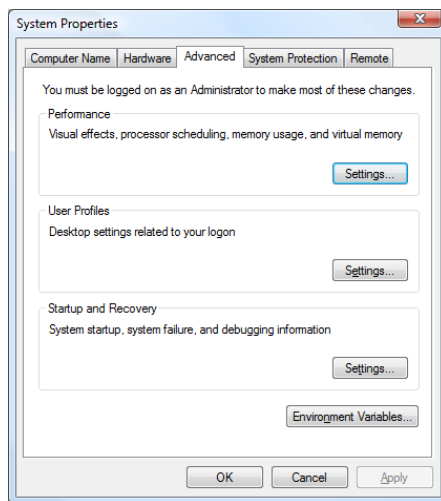 System Properties
Computer Name Hardware Advanced System Protection Remote
You must be logged on as an Administrator to make most of these changes.
Performance
Visual effects, processor scheduling, memory usage, and virtual memory
Settings...
User Profiles
Desktop settings related to your logon
Settings...
Startup and Recovery
System startup, system failure, and debugging information
Settings...
Environment Variables...
OK Cancel Apply